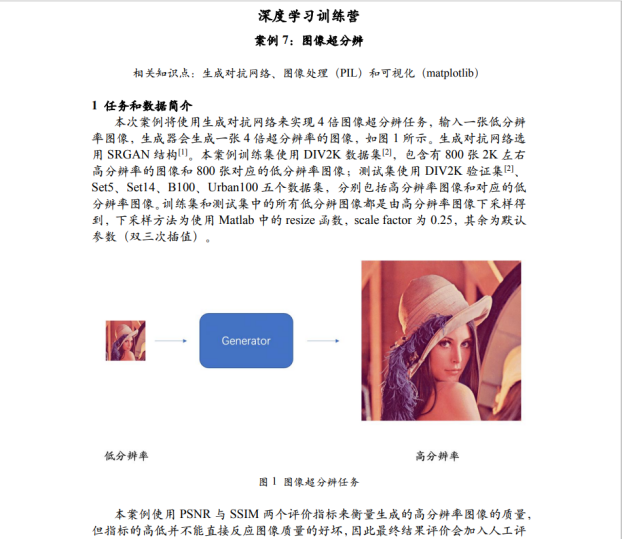 深度学习训练营
案例 7：图像超分辨
相关知识点：生成对抗网络、图像处理（PIL）和可视化（matplotlib）
1 任务和数据简介
本次案例将使用生成对抗网络来实现 4 倍图像超分辨任务，输入一张低分辨
率图像，生成器会生成一张 4 倍超分辨率的图像，如图 1 所示。生成对抗网络选
用 SRGAN 结构[1]。本案例训练集使用 DIV2K 数据集[2]，包含有 800 张 2K 左右
高分辨率的图像和 800 张对应的低分辨率图像；测试集使用 DIV2K 验证集[2]、
Set5、Set14、B100、Urban100 五个数据集，分别包括高分辨率图像和对应的低
分辨率图像。训练集和测试集中的所有低分辨图像都是由高分辨率图像下采样得
到，下采样方法为使用 Matlab 中的 resize 函数，scale factor 为 0.25，其余为默认
参数（双三次插值）。
Generator
低分辨率 高分辨率
图 1 图像超分辨任务
本案例使用 PSNR 与 SSIM 两个评价指标来衡量生成的高分辨率图像的质量，
但指标的高低并不能直接反应图像质量的好坏，因此最终结果评价会加入人工评